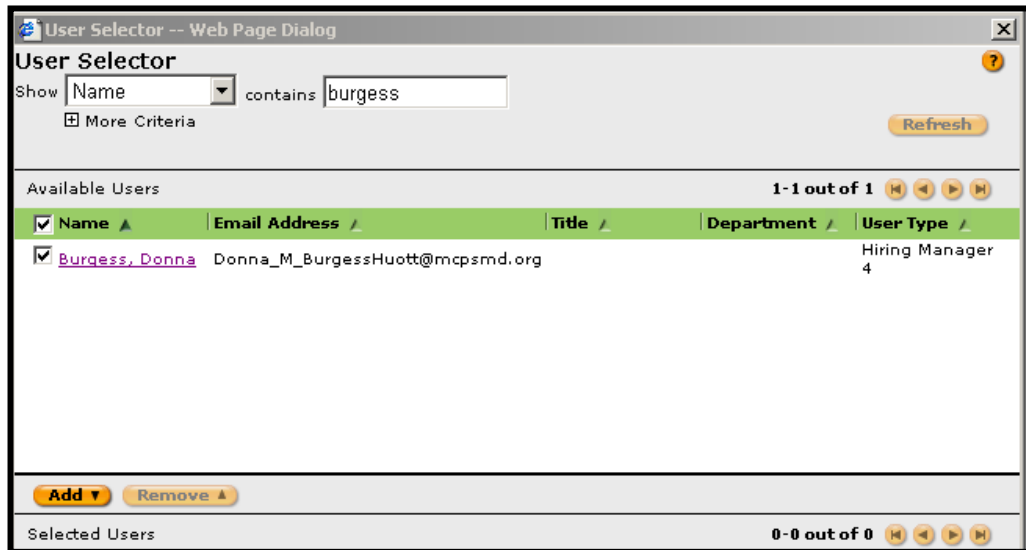 User Selector -- Web Page Dialog
User Selector
?
Show Name contains burgess
More Criteria
Refresh
Available Users 1-1 out of 1
Name Email Address Title Department User Type
Burgess, Donna Donna_M_BurgessHuott@mcpsmd.org Hiring Manager
4
Add Remove
Selected Users 0-0 out of 0